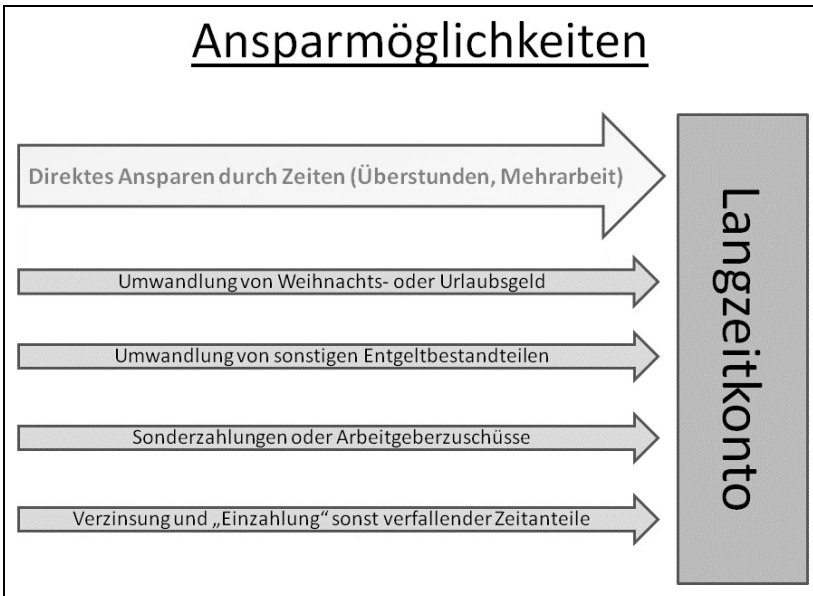 Ansparmöglichkeiten
Direktes Ansparen durch Zeiten (Überstunden, Mehrarbeit)
Umwandlung von Weihnachts- oder Urlaubsgeld
Umwandlung von sonstigen Entgeltbestandteilen
Sonderzahlungen oder Arbeitgeberzuschüsse
Verzinsung und „Einzahlung“ sonst verfallender Zeitanteile
Langzeitkonto